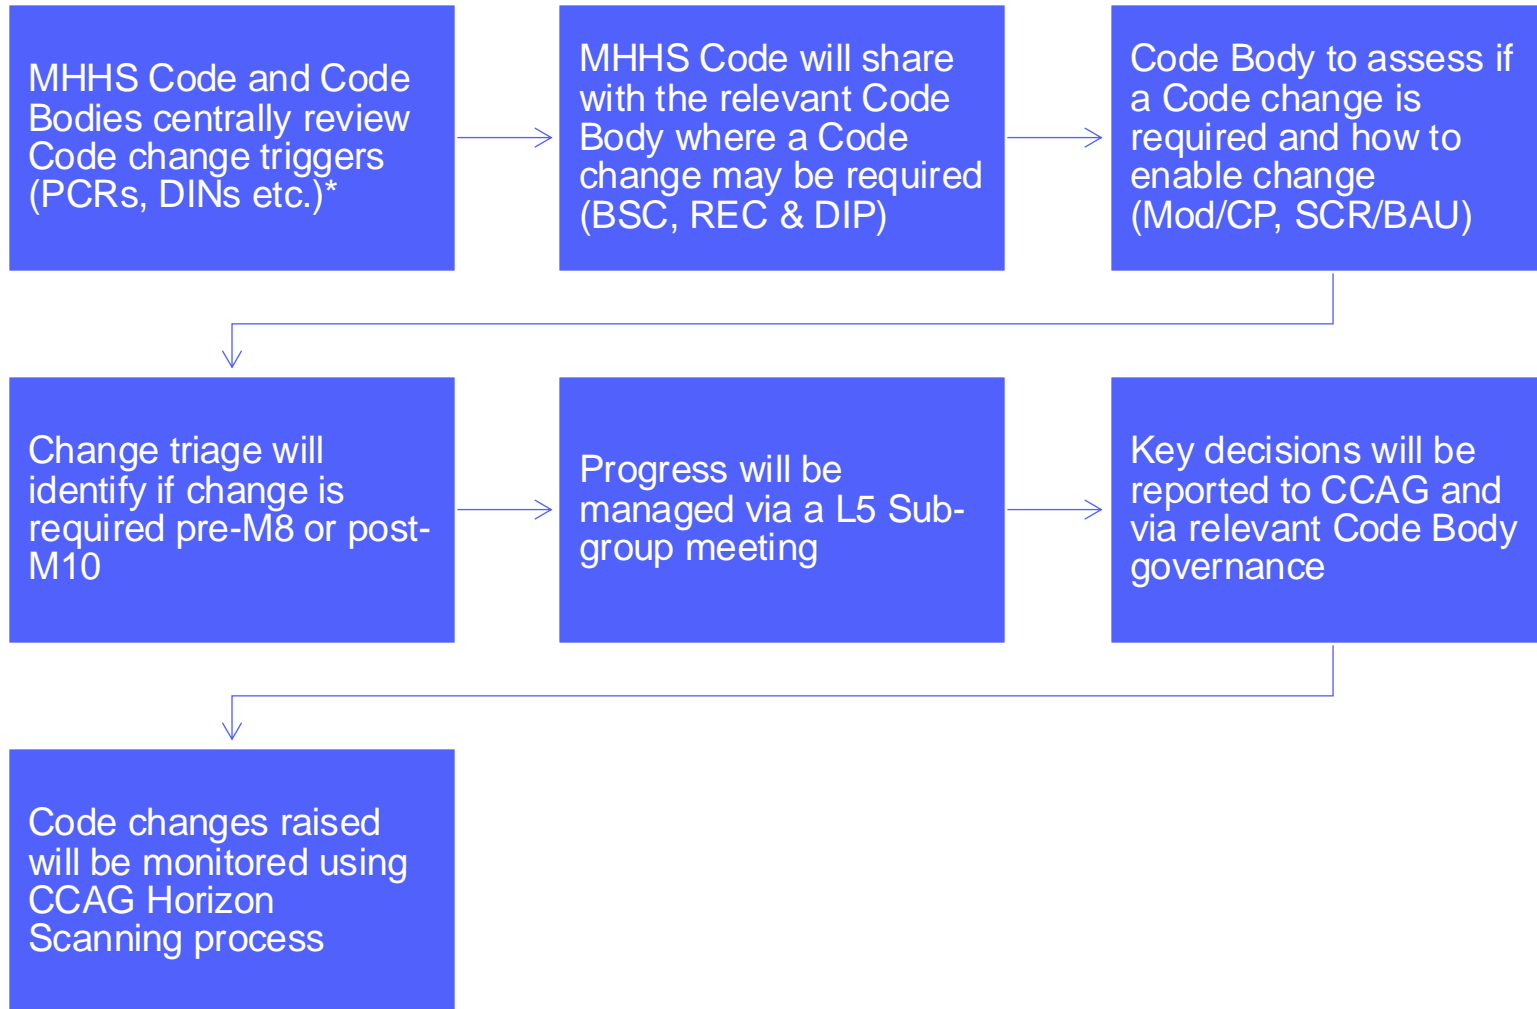 MHHS Code and Code
Bodies centrally review
Code change triggers
(PCRs, DINs etc.)*
MHHS Code will share
with the relevant Code
Body where a Code
change may be required
(BSC, REC & DIP)
Code Body to assess if
a Code change is
required and how to
enable change
(Mod/CP, SCR/BAU)
Change triage will
identify if change is
required pre-M8 or post-
M10
Progress will be
managed via a L5 Sub-
group meeting
Key decisions will be
reported to CCAG and
via relevant Code Body
governance
Code changes raised
will be monitored using
CCAG Horizon
Scanning process